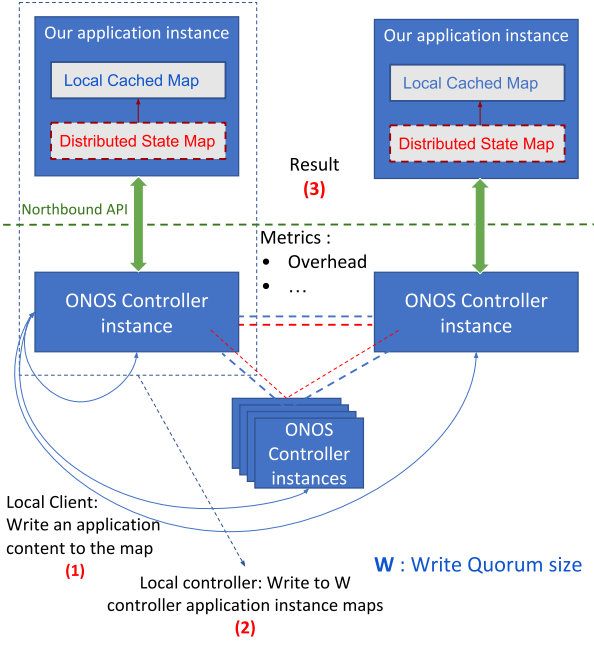 Our application instance
Local Cached Map
Distributed State Map
Our application instance
Local Cached Map
Distributed State Map
Result
(3)
Northbound API
Metrics :
• Overhead
• …
ONOS Controller
instance
ONOS Controller
instance
ONOS
Controller
instances
Local Client:
Write an application
content to the map
(1)
W : Write Quorum size
Local controller: Write to W
controller application instance maps
(2)